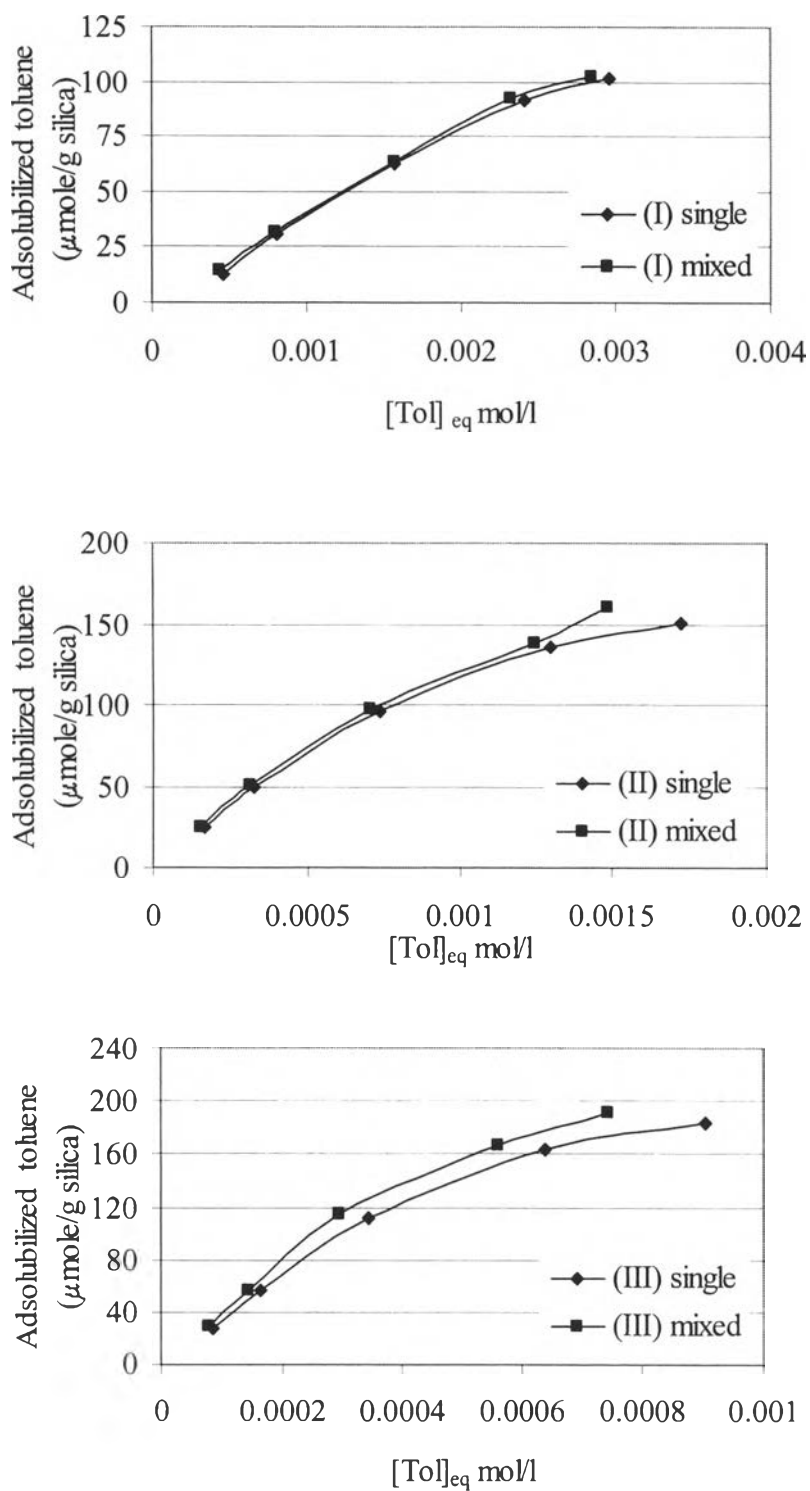 Adsolubilized toluene
(μmole/g silica)
125
100
75
50
25
0
(I) single
(I) mixed
0 0.001 0.002 0.003 0.004
[Tol] eq mol/l
Adsolubilized toluene
(μmole/g silica)
200
150
100
50
0
(II) single
(II) mixed
0 0.0005 0.001 0.0015 0.002
[Tol]eq mol/l
Adsolubilized toluene
(μmole/g silica)
240
200
160
120
80
40
0
(III) single
(III) mixed
0 0.0002 0.0004 0.0006 0.0008 0.001
[Tol]eq mol/l